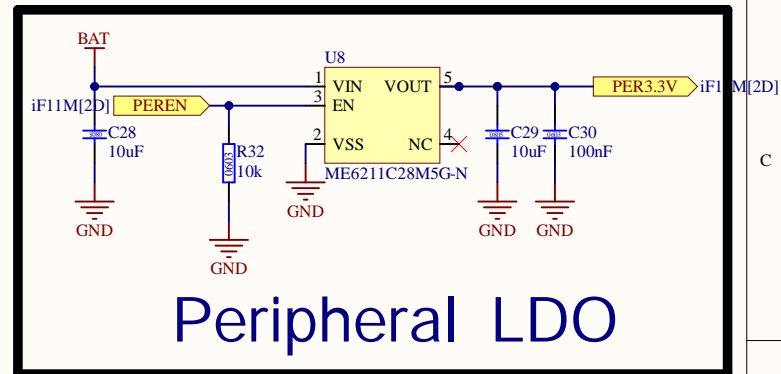 BAT
U8
1 VIN VOUT 5
iF11M[2D] PEREN 3 EN
PER3.3V
C
C28
10uF
0603
R32
10k
2 VSS NC 4
C29
10uF
0603
C30
100nF
ME6211C28M5G-N
GND
GND
GND
GND
GND
Peripheral LDO